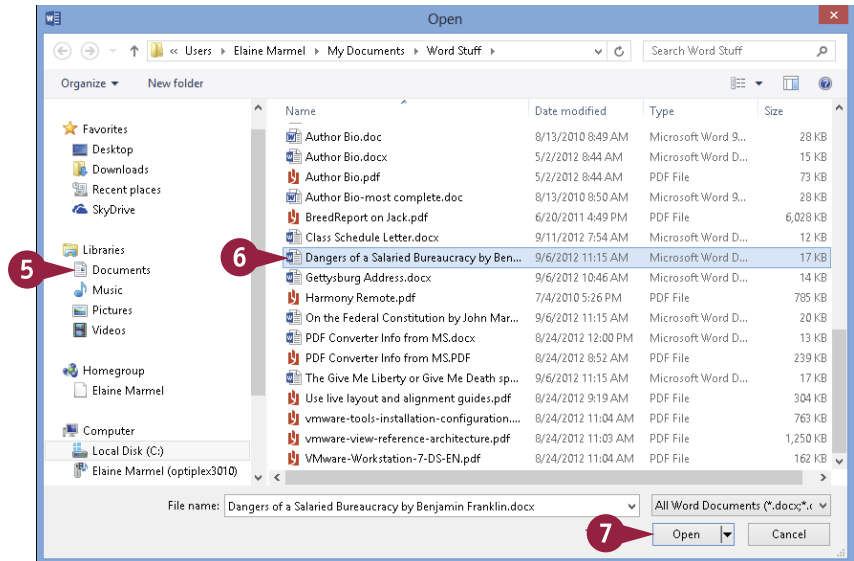 Open
« Users Elaine Marmel My Documents Word Stuff Search Word Stuff
Organize New folder
Name Date modified Type Size
Favorites
Desktop
Downloads
Recent places
SkyDrive
Libraries
5 Documents
Music
Pictures
Videos
Homegroup
Elaine Marmel
Computer
Local Disk (C:)
Elaine Marmel (optiplex3010)
Author Bio.doc 8/13/2010 8:49 AM Microsoft Word 9... 28 KB
Author Bio.docx 5/2/2012 8:44 AM Microsoft Word D... 15 KB
Author Bio.pdf 5/2/2012 8:44 AM PDF File 73 KB
Author Bio-most complete.doc 8/13/2010 8:50 AM Microsoft Word 9... 28 KB
BreedReport on Jack.pdf 6/20/2011 4:49 PM PDF File 6,028 KB
Class Schedule Letter.docx 9/11/2012 7:54 AM Microsoft Word D... 12 KB
6 Dangers of a Salaried Bureaucracy by Ben... 9/6/2012 11:15 AM Microsoft Word D... 17 KB
Gettysburg Address.docx 9/6/2012 10:46 AM Microsoft Word D... 14 KB
Harmony Remote.pdf 7/4/2010 5:26 PM PDF File 785 KB
On the Federal Constitution by John Mar... 9/6/2012 11:15 AM Microsoft Word D... 20 KB
PDF Converter Info from MS.docx 8/24/2012 12:00 PM Microsoft Word D... 13 KB
PDF Converter Info from MS.PDF 8/24/2012 8:52 AM PDF File 239 KB
The Give Me Liberty or Give Me Death sp... 9/6/2012 11:15 AM Microsoft Word D... 17 KB
Use live layout and alignment guides.pdf 8/24/2012 9:19 AM PDF File 304 KB
vmware-tools-installation-configuration.... 8/24/2012 11:04 AM PDF File 763 KB
vmware-view-reference-architecture.pdf 8/24/2012 11:03 AM PDF File 1,250 KB
VMware-Workstation-7-DS-EN.pdf 8/24/2012 11:04 AM PDF File 162 KB
File name: Dangers of a Salaried Bureaucracy by Benjamin Franklin.docx All Word Documents (*.docx;*.
7 Open Cancel